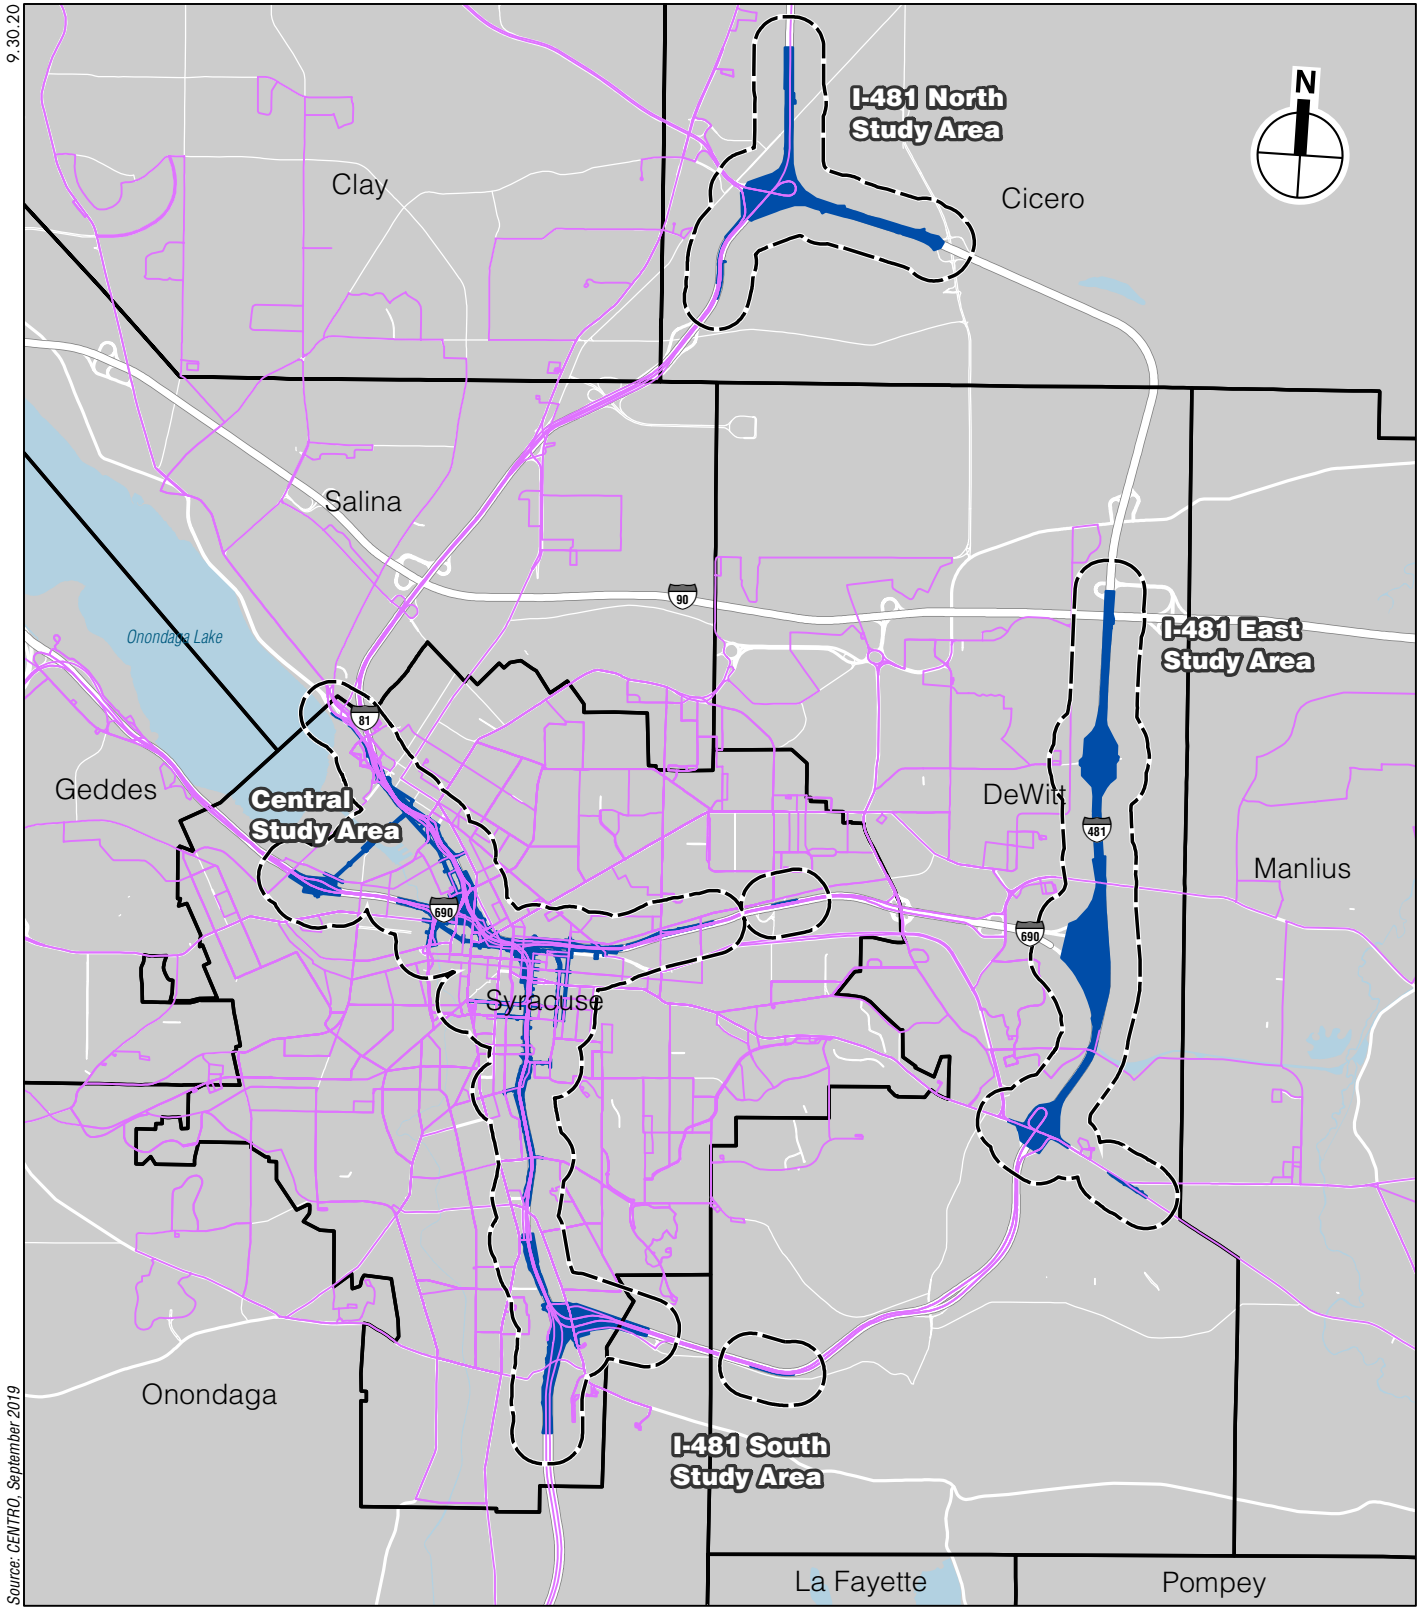 9.30.20
N
I-481 North
Study Area
Clay
Cicero
Salina
90
Onondaga Lake
I-481 East
Study Area
81
Geddes
Central
Study Area
DeWitt
481
Manlius
690
690
Syracuse
Onondaga
I-481 South
Study Area
La Fayette
Pompey
Source: CENTRO, September 2019